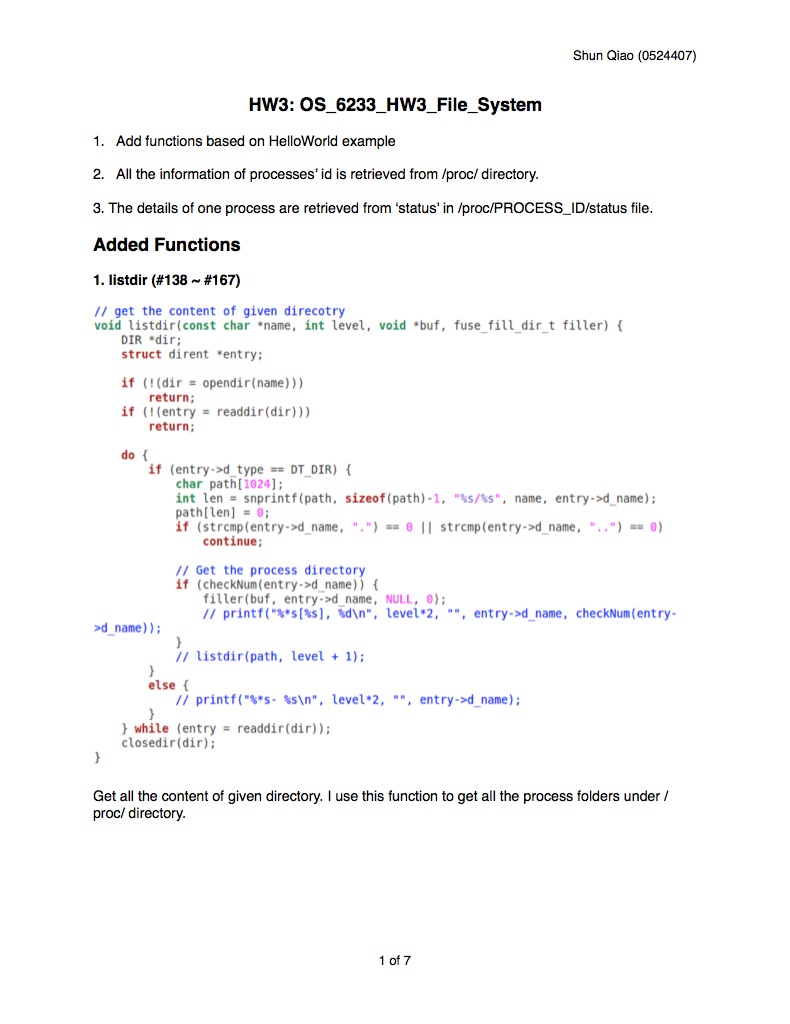 Shun Qiao (0524407)
HW3: OS_6233_HW3_File_System
1. Add functions based on HelloWorld example
2. All the information of processes' id is retrieved from /proc/ directory.
3. The details of one process are retrieved from 'status' in /proc/PROCESS_ID/status file.
Added Functions
1. listdir (#138 ~ #167)
// get the content of given direcotry
void listdir(const char *name, int level, void *buf, fuse_fill_dir_t filler) {
    DIR *dir;
    struct dirent *entry;
    if (!(dir = opendir(name)))
        return;
    if (!(entry = readdir(dir)))
        return;
    do {
        if (entry->d_type == DT_DIR) {
            char path[1024];
            int len = snprintf(path, sizeof(path)-1, "%s/%s", name, entry->d_name);
            path[len] = 0;
            if (strcmp(entry->d_name, ".") == 0 || strcmp(entry->d_name, "..") == 0)
                continue;
            // Get the process directory
            if (checkNum(entry->d_name)) {
                filler(buf, entry->d_name, NULL, 0);
                // printf("%*s[%s], %d\n", level*2, "", entry->d_name, checkNum(entry-
>d_name));
            }
            // listdir(path, level + 1);
        }
        else {
            // printf("%*s- %s\n", level*2, "", entry->d_name);
        }
    } while (entry = readdir(dir));
    closedir(dir);
}
Get all the content of given directory. I use this function to get all the process folders under /
proc/ directory.
1 of 7